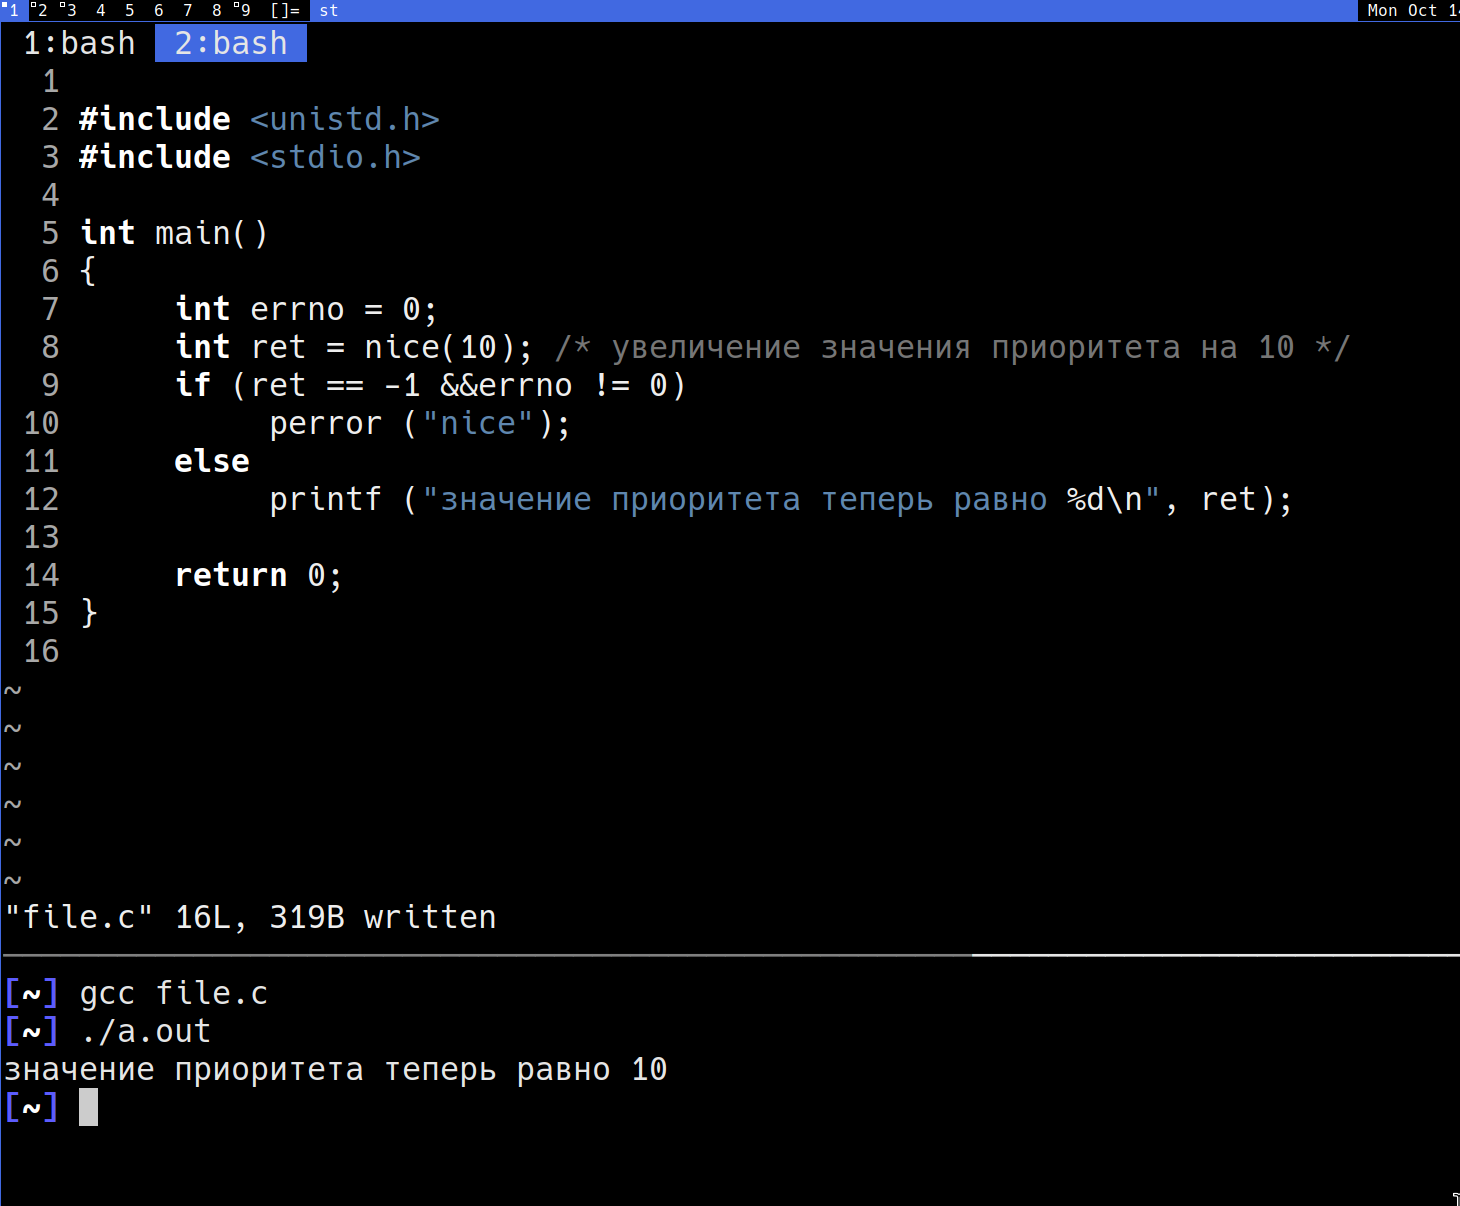 1 2 3 4 5 6 7 8 9 []= st Mon Oct
1:bash 2:bash
1
2 #include <unistd.h>
3 #include <stdio.h>
4
5 int main()
6 {
7 int errno = 0;
8 int ret = nice(10); /* увеличение значения приоритета на 10 */
9 if (ret == -1 &&errno != 0)
10 perror ("nice");
11 else
12 printf ("значение приоритета теперь равно %d\n", ret);
13
14 return 0;
15 }
16
~
~
~
~
~
~
"file.c" 16L, 319B written
[~] gcc file.c
[~] ./a.out
значение приоритета теперь равно 10
[~]